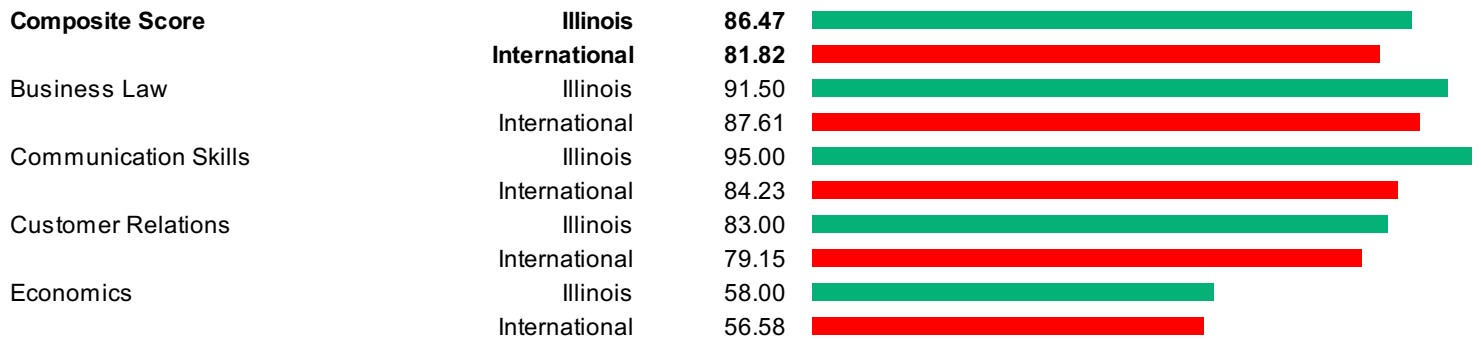 Composite Score Illinois 86.47
International 81.82
Business Law Illinois 91.50
International 87.61
Communication Skills Illinois 95.00
International 84.23
Customer Relations Illinois 83.00
International 79.15
Economics Illinois 58.00
International 56.58